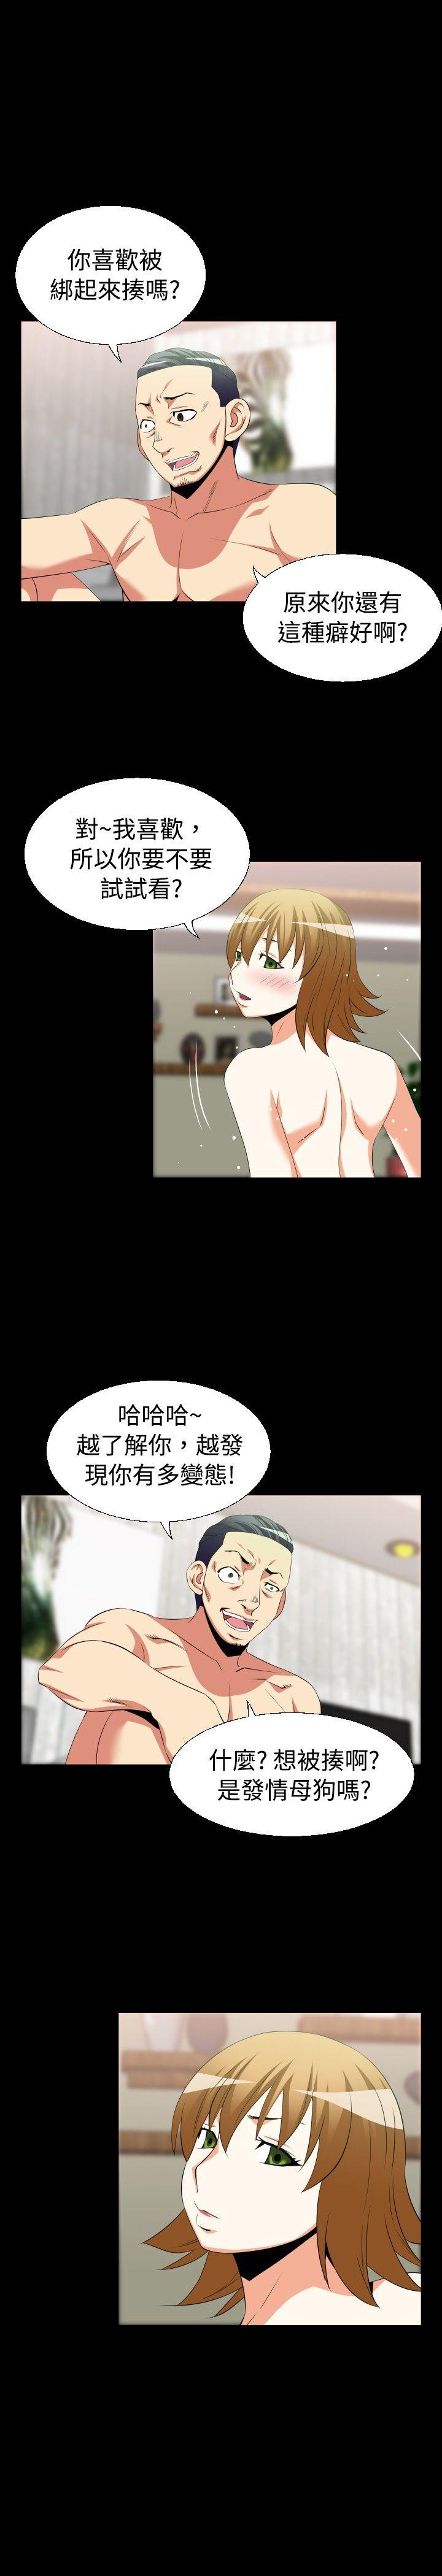 你喜歡被
綁起來揍嗎?
原來你還有
這種癖好啊?
對~我喜歡，
所以你要不要
試試看?
哈哈哈~
越了解你，越發
現你有多變態!
什麼? 想被揍啊?
是發情母狗嗎?